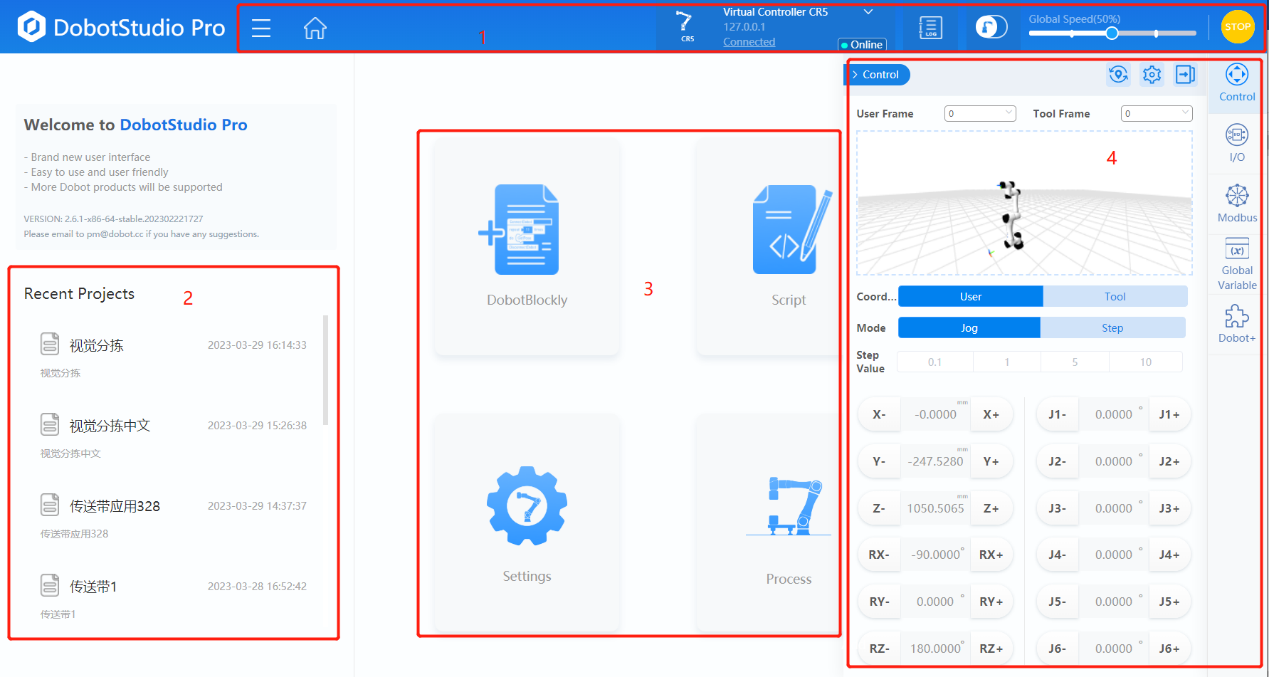 DobotStudio Pro
1
CR5
Virtual Controller CR5
127.0.0.1
Connected
Online
LOG
Global Speed(50%)
STOP
Welcome to DobotStudio Pro
- Brand new user interface
- Easy to use and user friendly
- More Dobot products will be supported
VERSION: 2.6.1-x86-64-stable.202302221727
Please email to pm@dobot.cc if you have any suggestions.
Recent Projects
2
视觉分拣 2023-03-29 16:14:33
视觉分拣
视觉分拣中文 2023-03-29 15:26:38
视觉分拣中文
传送带应用328 2023-03-29 14:37:37
传送带应用328
传送带1 2023-03-28 16:52:42
传送带1
DobotBlockly
3
Script
Settings
Process
Control
User Frame 0 Tool Frame 0
4
Coord... User Tool
Mode Jog Step
Step
Value 0.1 1 5 10
X- -0.0000 mm X+ J1- 0.0000 ° J1+
Y- -247.5280 mm Y+ J2- 0.0000 ° J2+
Z- 1050.5065 mm Z+ J3- 0.0000 ° J3+
RX- -90.0000° RX+ J4- 0.0000 ° J4+
RY- 0.0000 ° RY+ J5- 0.0000 ° J5+
RZ- 180.0000° RZ+ J6- 0.0000 ° J6+
Control
I/O
Modbus
(x)
Global
Variable
Dobot+